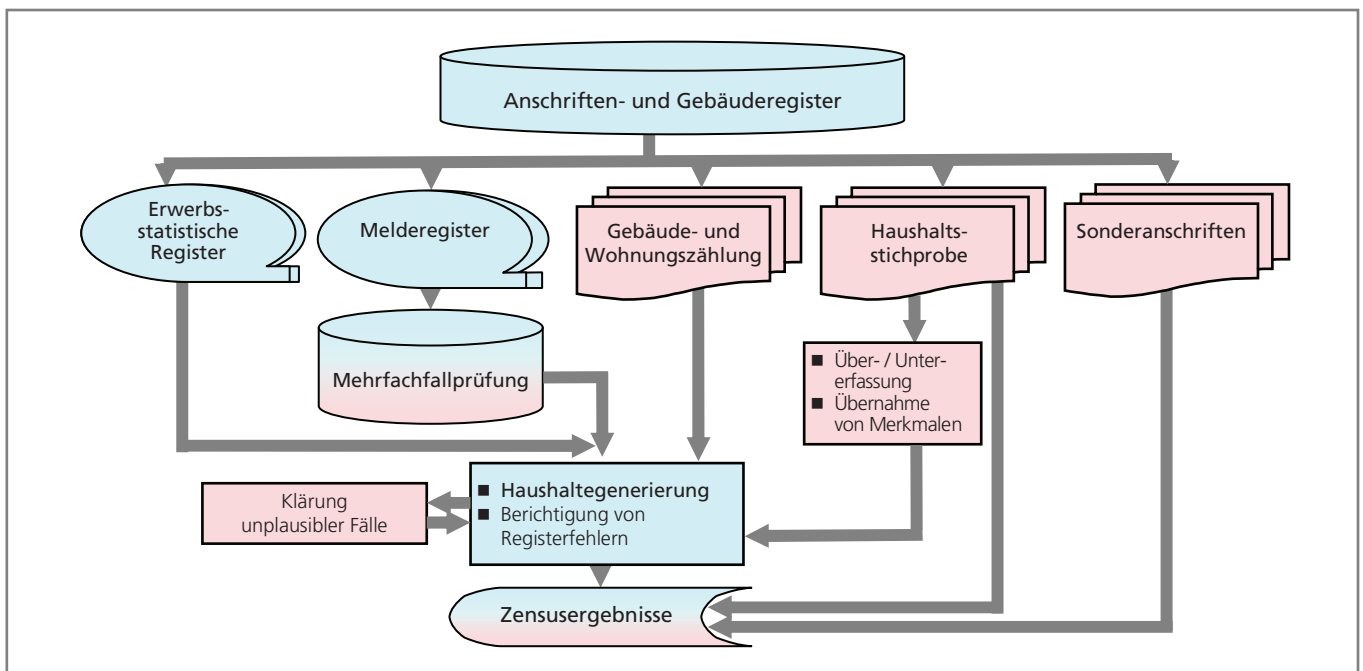 Anschriften- und Gebäuderegister
Erwerbs-
statistische
Register
Melderegister
Gebäude- und
Wohnungszählung
Haushalts-
stichprobe
Sonderanschriften
Mehrfachfallprüfung
■ Über- / Unter-
erfassung
■ Übernahme
von Merkmalen
Klärung
unplausibler Fälle
■ Haushaltegenerierung
■ Berichtigung von
Registerfehlern
Zensusergebnisse